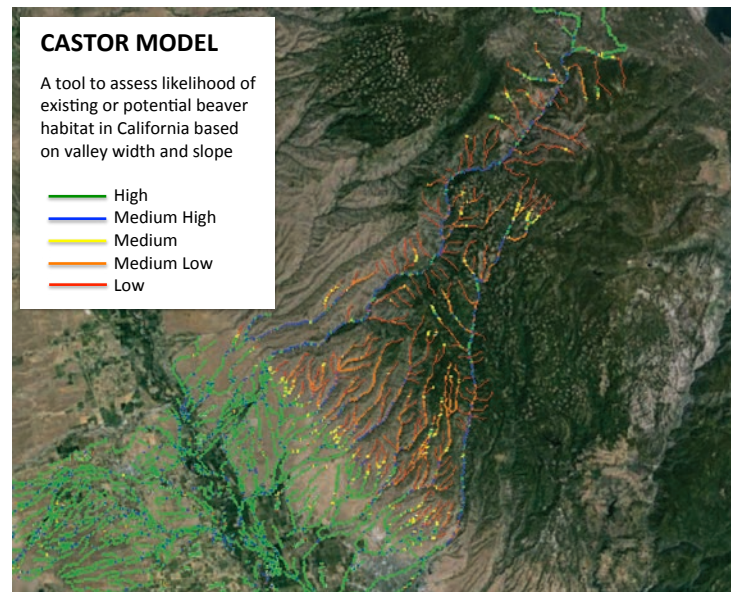 CASTOR MODEL
A tool to assess likelihood of
existing or potential beaver
habitat in California based
on valley width and slope
High
Medium High
Medium
Medium Low
Low